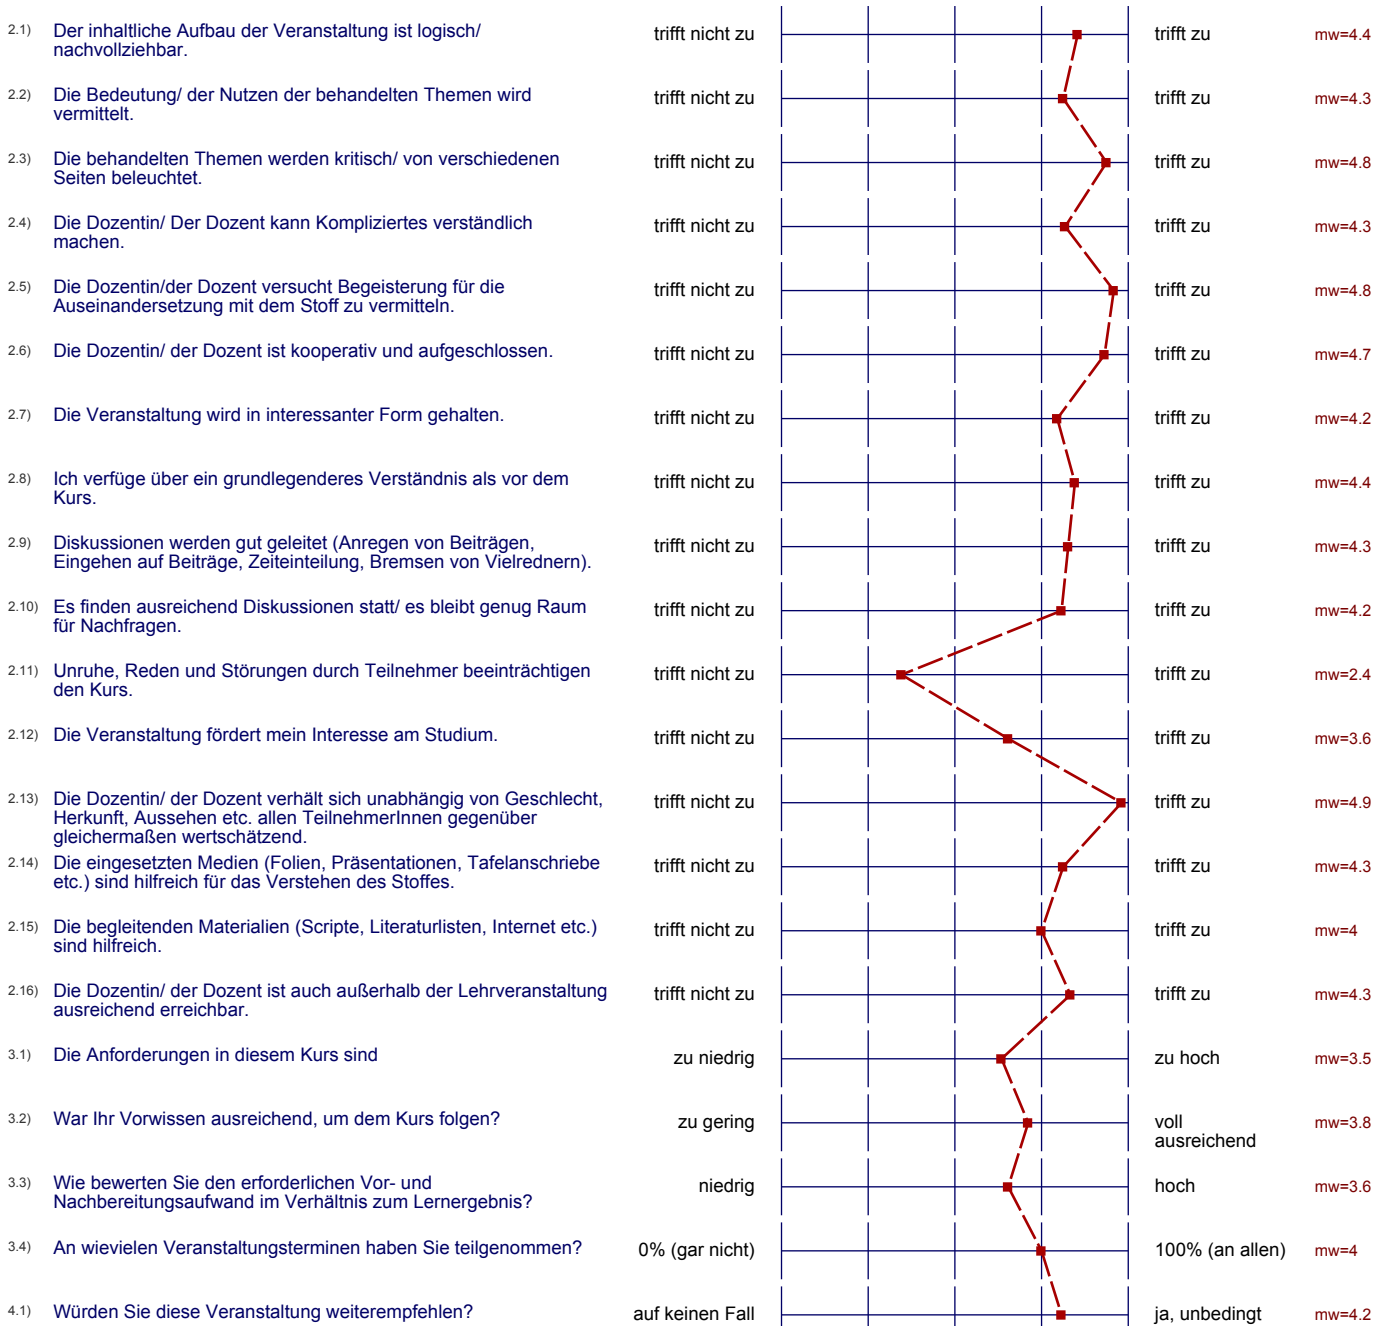 2.1) Der inhaltliche Aufbau der Veranstaltung ist logisch/ trifft nicht zu trifft zu mw=4.4
nachvollziehbar.
2.2) Die Bedeutung/ der Nutzen der behandelten Themen wird trifft nicht zu trifft zu mw=4.3
vermittelt.
2.3) Die behandelten Themen werden kritisch/ von verschiedenen trifft nicht zu trifft zu mw=4.8
Seiten beleuchtet.
2.4) Die Dozentin/ Der Dozent kann Kompliziertes verständlich trifft nicht zu trifft zu mw=4.3
machen.
2.5) Die Dozentin/der Dozent versucht Begeisterung für die trifft nicht zu trifft zu mw=4.8
Auseinandersetzung mit dem Stoff zu vermitteln.
2.6) Die Dozentin/ der Dozent ist kooperativ und aufgeschlossen. trifft nicht zu trifft zu mw=4.7
2.7) Die Veranstaltung wird in interessanter Form gehalten. trifft nicht zu trifft zu mw=4.2
2.8) Ich verfüge über ein grundlegenderes Verständnis als vor dem trifft nicht zu trifft zu mw=4.4
Kurs.
2.9) Diskussionen werden gut geleitet (Anregen von Beiträgen, trifft nicht zu trifft zu mw=4.3
Eingehen auf Beiträge, Zeiteinteilung, Bremsen von Vielrednern).
2.10) Es finden ausreichend Diskussionen statt/ es bleibt genug Raum trifft nicht zu trifft zu mw=4.2
für Nachfragen.
2.11) Unruhe, Reden und Störungen durch Teilnehmer beeinträchtigen trifft nicht zu trifft zu mw=2.4
den Kurs.
2.12) Die Veranstaltung fördert mein Interesse am Studium. trifft nicht zu trifft zu mw=3.6
2.13) Die Dozentin/ der Dozent verhält sich unabhängig von Geschlecht, trifft nicht zu trifft zu mw=4.9
Herkunft, Aussehen etc. allen TeilnehmerInnen gegenüber
gleichermaßen wertschätzend.
2.14) Die eingesetzten Medien (Folien, Präsentationen, Tafelanschriebe trifft nicht zu trifft zu mw=4.3
etc.) sind hilfreich für das Verstehen des Stoffes.
2.15) Die begleitenden Materialien (Scripte, Literaturlisten, Internet etc.) trifft nicht zu trifft zu mw=4
sind hilfreich.
2.16) Die Dozentin/ der Dozent ist auch außerhalb der Lehrveranstaltung trifft nicht zu trifft zu mw=4.3
ausreichend erreichbar.
3.1) Die Anforderungen in diesem Kurs sind zu niedrig zu hoch mw=3.5
3.2) War Ihr Vorwissen ausreichend, um dem Kurs folgen? zu gering voll mw=3.8
ausreichend
3.3) Wie bewerten Sie den erforderlichen Vor- und niedrig hoch mw=3.6
Nachbereitungsaufwand im Verhältnis zum Lernergebnis?
3.4) An wievielen Veranstaltungsterminen haben Sie teilgenommen? 0% (gar nicht) 100% (an allen) mw=4
4.1) Würden Sie diese Veranstaltung weiterempfehlen? auf keinen Fall ja, unbedingt mw=4.2